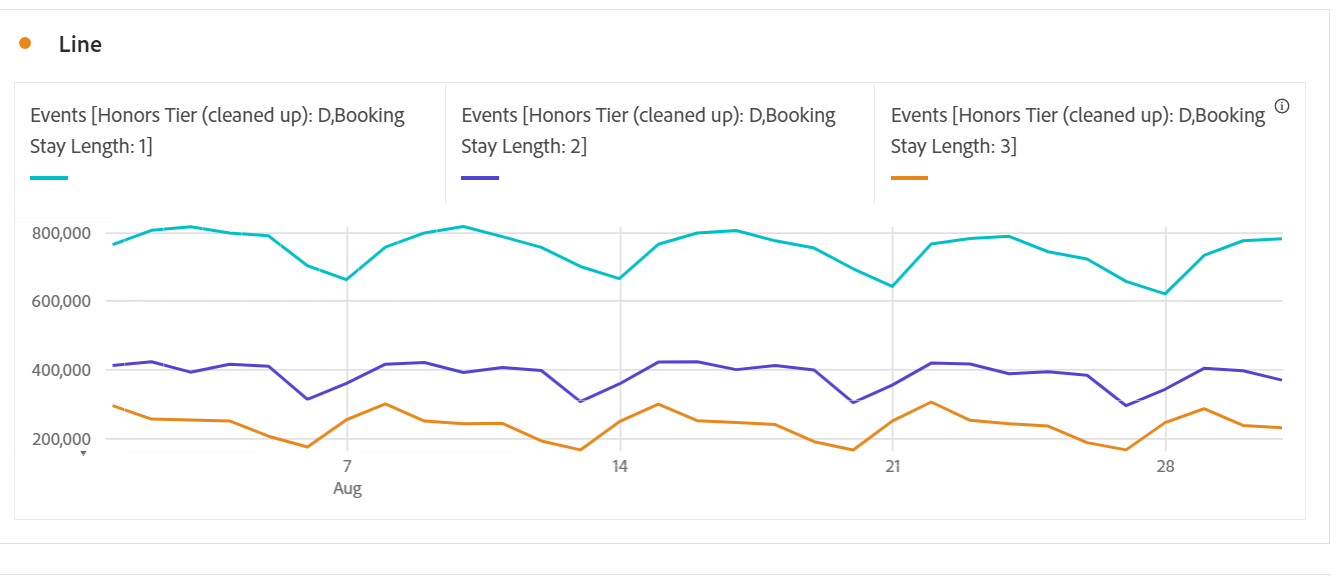 Line
Events [Honors Tier (cleaned up): D,Booking
Stay Length: 1]
Events [Honors Tier (cleaned up): D,Booking
Stay Length: 2]
Events [Honors Tier (cleaned up): D,Booking
Stay Length: 3]
800,000
600,000
400,000
200,000
7
14
21
28
Aug